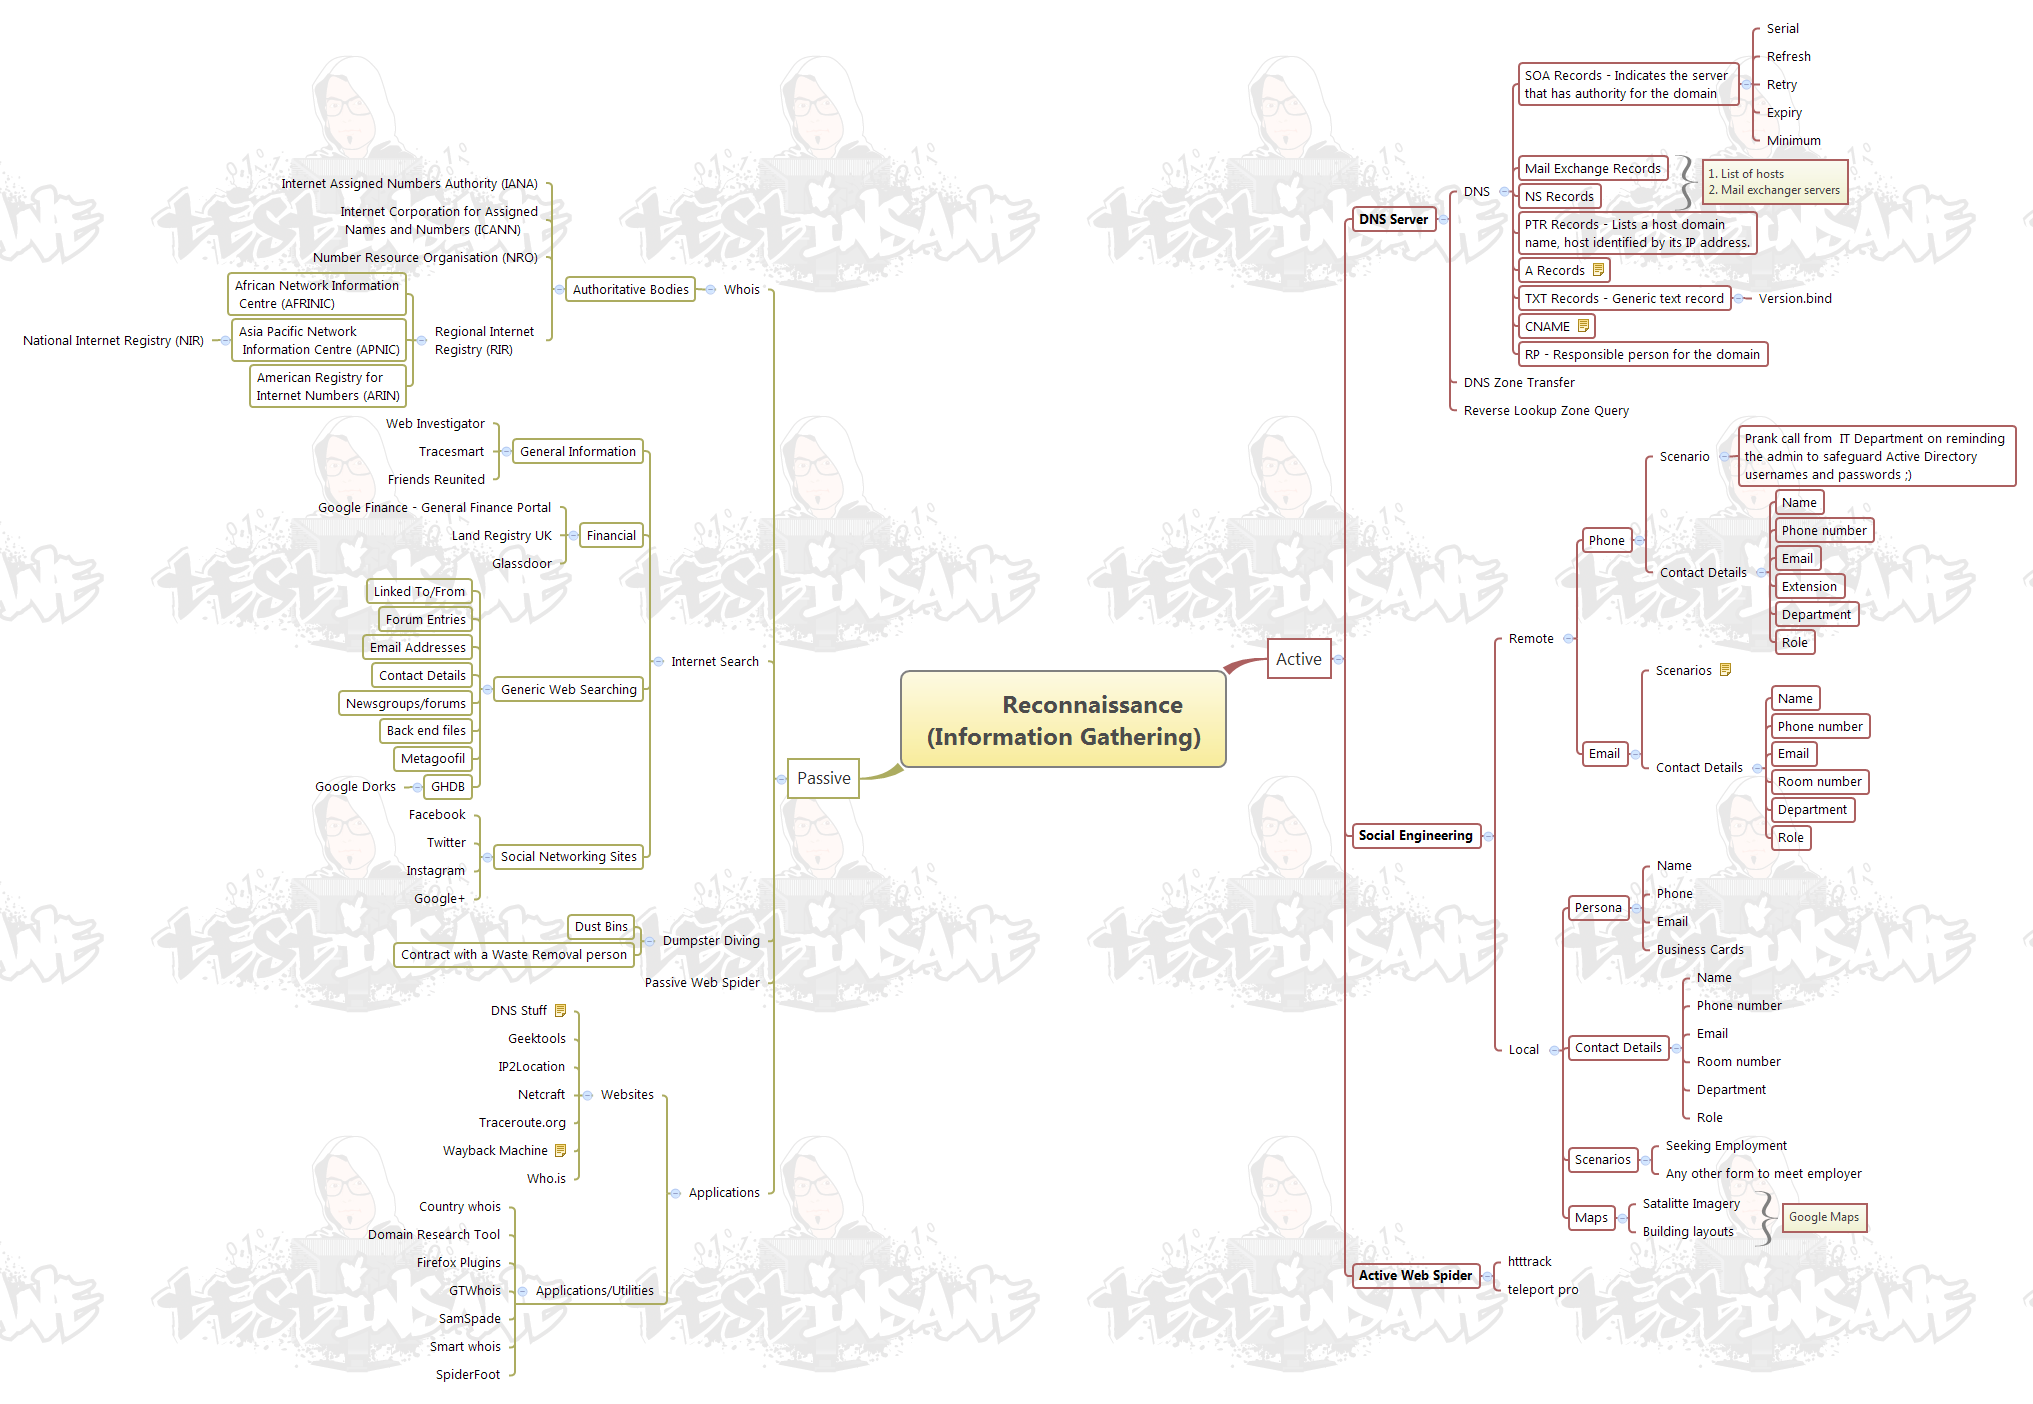 Reconnaissance
(Information Gathering)
Active
DNS Server
DNS
SOA Records - Indicates the server
that has authority for the domain
Serial
Refresh
Retry
Expiry
Minimum
Mail Exchange Records
NS Records
1. List of hosts
2. Mail exchanger servers
PTR Records - Lists a host domain
name, host identified by its IP address.
A Records
TXT Records - Generic text record
Version.bind
CNAME
RP - Responsible person for the domain
DNS Zone Transfer
Reverse Lookup Zone Query
Social Engineering
Remote
Phone
Scenario
Prank call from  IT Department on reminding
the admin to safeguard Active Directory
usernames and passwords ;)
Contact Details
Name
Phone number
Email
Extension
Department
Role
Email
Scenarios
Contact Details
Name
Phone number
Email
Room number
Department
Role
Local
Persona
Name
Phone
Email
Business Cards
Contact Details
Name
Phone number
Email
Room number
Department
Role
Scenarios
Seeking Employment
Any other form to meet employer
Maps
Satalitte Imagery
Building layouts
Google Maps
Active Web Spider
htttrack
teleport pro
Passive
Whois
Authoritative Bodies
Internet Assigned Numbers Authority (IANA)
Internet Corporation for Assigned
Names and Numbers (ICANN)
Number Resource Organisation (NRO)
Regional Internet
Registry (RIR)
African Network Information
Centre (AFRINIC)
Asia Pacific Network
Information Centre (APNIC)
National Internet Registry (NIR)
American Registry for
Internet Numbers (ARIN)
Internet Search
General Information
Web Investigator
Tracesmart
Friends Reunited
Financial
Google Finance - General Finance Portal
Land Registry UK
Glassdoor
Generic Web Searching
Linked To/From
Forum Entries
Email Addresses
Contact Details
Newsgroups/forums
Back end files
Metagoofil
GHDB
Google Dorks
Social Networking Sites
Facebook
Twitter
Instagram
Google+
Dumpster Diving
Dust Bins
Contract with a Waste Removal person
Passive Web Spider
Applications
Websites
DNS Stuff
Geektools
IP2Location
Netcraft
Traceroute.org
Wayback Machine
Who.is
Applications/Utilities
Country whois
Domain Research Tool
Firefox Plugins
GTWhois
SamSpade
Smart whois
SpiderFoot
TEST INSANE